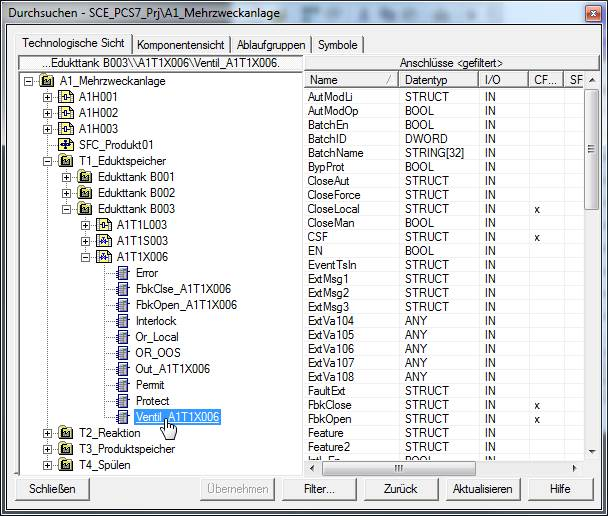 Durchsuchen - SCE_PCS7_Prj\A1_Mehrzweckanlage
Technologische Sicht Komponentensicht Ablaufgruppen Symbole
...Edukttank B003\\A1T1X006\Ventil_A1T1X006.
A1_Mehrzweckanlage
A1H001
A1H002
A1H003
SFC_Produkt01
T1_Eduktspeicher
Edukttank B001
Edukttank B002
Edukttank B003
A1T1L003
A1T1S003
A1T1X006
Error
FbkClse_A1T1X006
FbkOpen_A1T1X006
Interlock
Or_Local
OR_OOS
Out_A1T1X006
Permit
Protect
Ventil_A1T1X006
T2_Reaktion
T3_Produktspeicher
T4_Spülen
Anschlüsse <gefiltert>
Name Datentyp I/O CF... SF
AutModLi STRUCT IN
AutModOp BOOL IN
BatchEn BOOL IN
BatchID DWORD IN
BatchName STRING[32] IN
BypProt BOOL IN
CloseAut STRUCT IN
CloseForce STRUCT IN
CloseLocal STRUCT IN x
CloseMan BOOL IN
CSF STRUCT IN x
EN BOOL IN
EventTsIn STRUCT IN
ExtMsg1 STRUCT IN
ExtMsg2 STRUCT IN
ExtMsg3 STRUCT IN
ExtVa104 ANY IN
ExtVa105 ANY IN
ExtVa106 ANY IN
ExtVa107 ANY IN
ExtVa108 ANY IN
FaultExt STRUCT IN
FbkClose STRUCT IN x
FbkOpen STRUCT IN x
Feature STRUCT IN
Feature2 STRUCT IN
Intl_En BOOL IN
Schließen Übernehmen Filter... Zurück Aktualisieren Hilfe